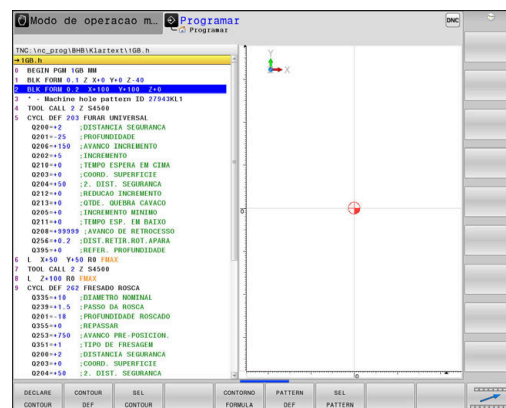 Modo de operacao m... Programar
Programar
DNC
TNC:\nc_prog\BHB\Klartext\1GB.h
→1GB.h
0 BEGIN PGM 1GB MM
1 BLK FORM 0.1 Z X+0 Y+0 Z-40
2 BLK FORM 0.2 X+100 Y+100 Z+0
3 * - Machine hole pattern ID 27943KL1
4 TOOL CALL 2 Z S4500
5 CYCL DEF 203 FURAR UNIVERSAL
Q200=+2 ;DISTANCIA SEGURANCA
Q201=-25 ;PROFUNDIDADE
Q206=+150 ;AVANCO INCREMENTO
Q202=+5 ;INCREMENTO
Q210=+0 ;TEMPO ESPERA EM CIMA
Q203=+0 ;COORD. SUPERFICIE
Q204=+50 ;2. DIST. SEGURANCA
Q212=+0 ;REDUCAO INCREMENTO
Q213=+0 ;QTDE. QUEBRA CAVACO
Q205=+0 ;INCREMENTO MINIMO
Q211=+0 ;TEMPO ESP. EM BAIXO
Q208=+99999 ;AVANCO DE RETROCESSO
Q256=+0.2 ;DIST.RETIR.ROT.APARA
Q395=+0 ;REFER. PROFUNDIDADE
6 L X+50 Y+50 R0 FMAX
7 TOOL CALL 2 Z S4500
8 L Z+100 R0 FMAX
9 CYCL DEF 262 FRESADO ROSCA
Q335=+10 ;DIAMETRO NOMINAL
Q239=+1.5 ;PASSO DA ROSCA
Q201=-18 ;PROFUNDIDADE ROSCADO
Q355=+0 ;REPASSAR
Q253=+750 ;AVANCO PRE-POSICION.
Q351=+1 ;TIPO DE FRESAGEM
Q200=+2 ;DISTANCIA SEGURANCA
Q203=+0 ;COORD. SUPERFICIE
Q204=+50 ;2. DIST. SEGURANCA
Y
X
0
0
DECLARE CONTOUR
CONTOUR DEF
SEL CONTOUR
CONTORNO FORMULA
PATTERN DEF
SEL PATTERN